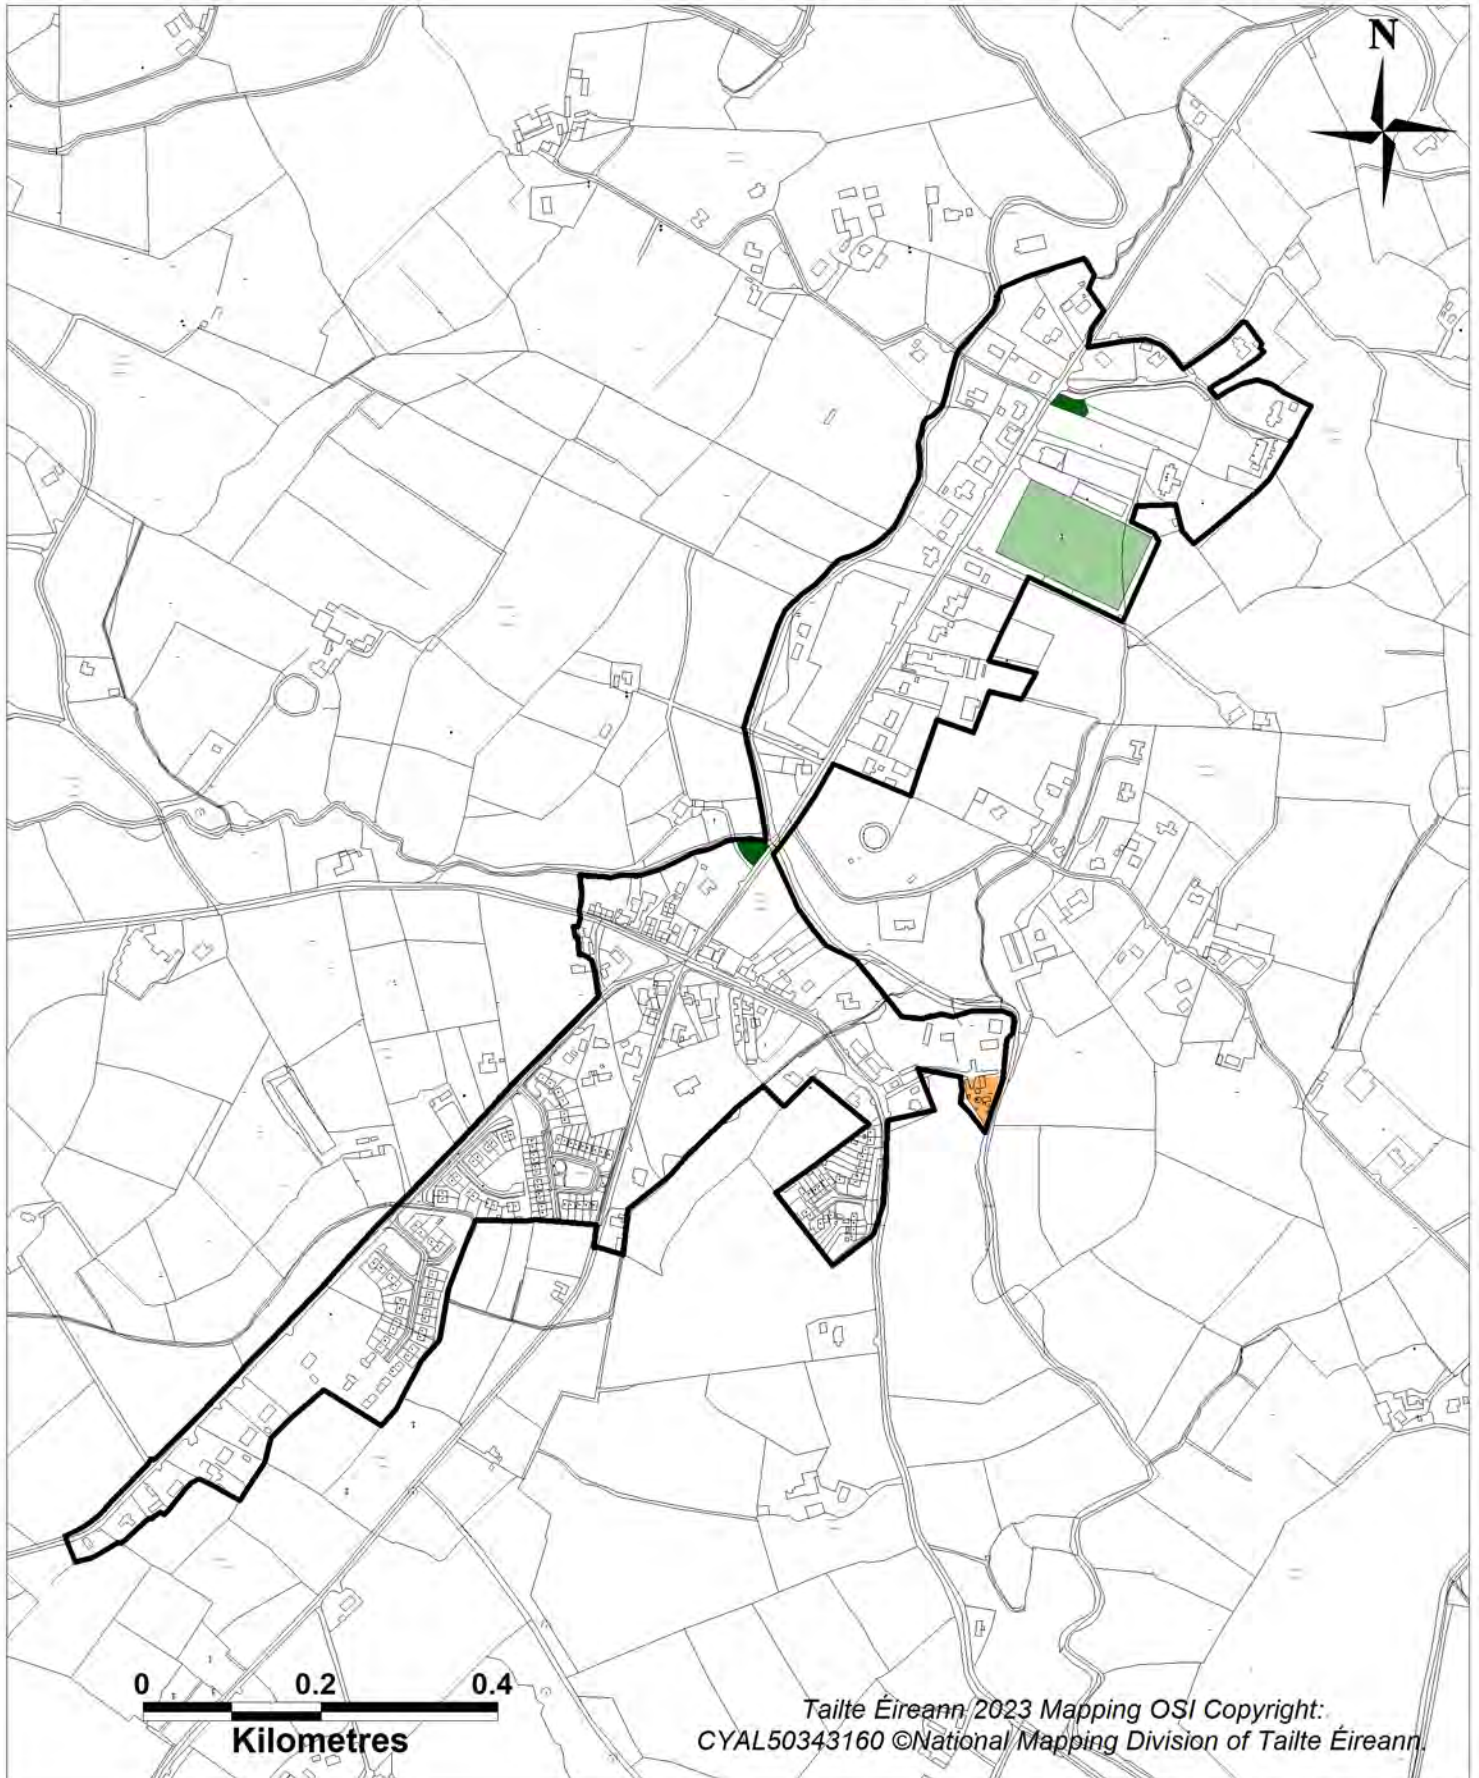 N
0 0.2 0.4
Kilometres
Tailte Éireann 2023 Mapping OSI Copyright:
CYAL50343160 ©National Mapping Division of Tailte Éireann.